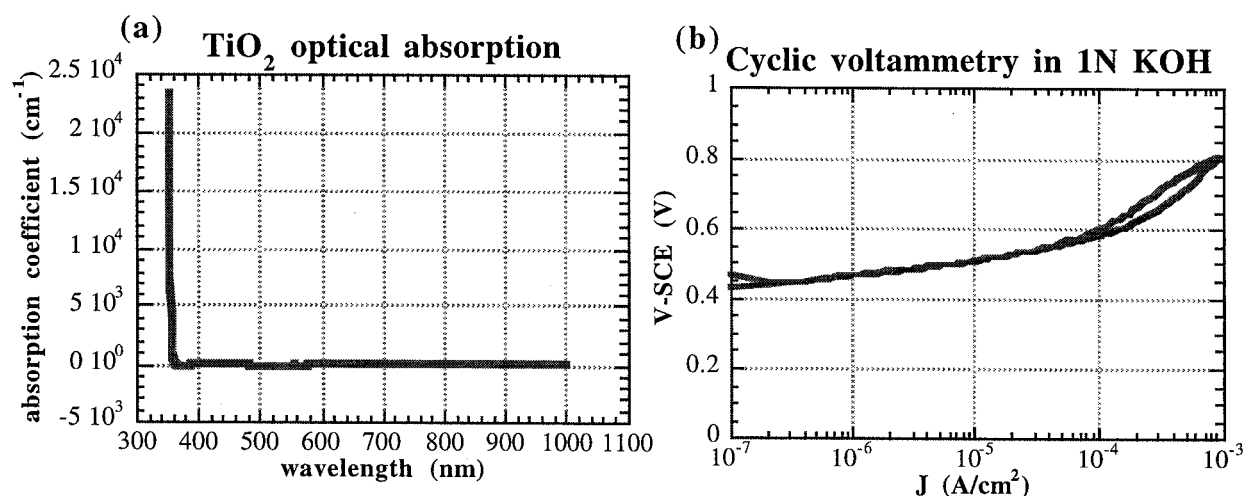 (a)
TiO2 optical absorption
absorption coefficient (cm-1)
2.5 10^4
2 10^4
1.5 10^4
1 10^4
5 10^3
0 10^0
-5 10^3
300 400 500 600 700 800 900 1000 1100
wavelength (nm)
(b)
Cyclic voltammetry in 1N KOH
V-SCE (V)
1
0.8
0.6
0.4
0.2
0
10^-7 10^-6 10^-5 10^-4 10^-3
J (A/cm^2)